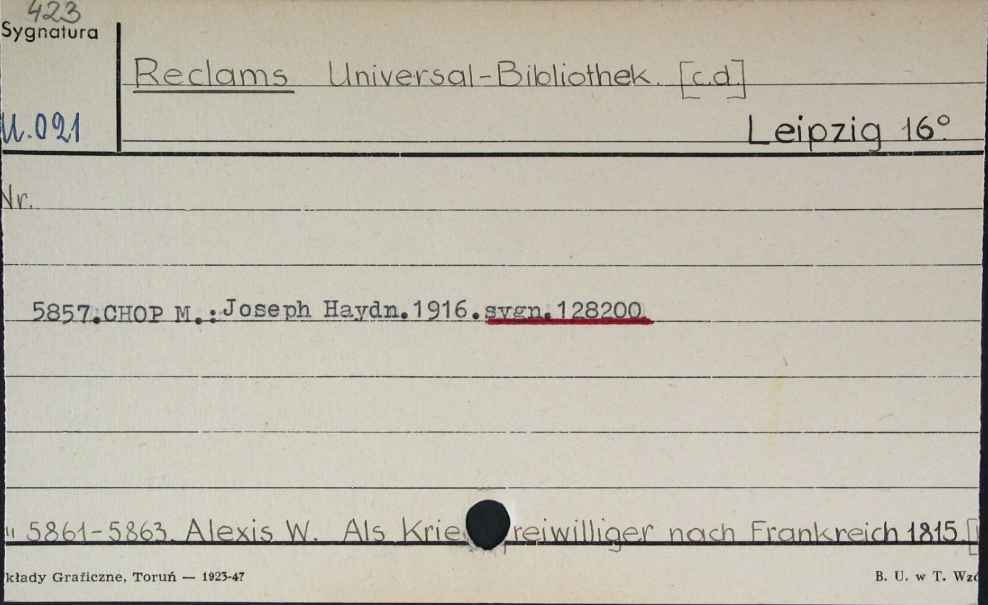 423
Sygnatura
Reclams Universal-Bibliothek. [c.d.]
U.021
Leipzig 16°
Nr.
5857.CHOP M.:Joseph Haydn.1916.sygn.128200
" 5861-5863. Alexis W. Als Krie reiwilliger nach Frankreich 1815 [
kłady Graficzne, Toruń — 1923-47
B. U. w T. Wzó